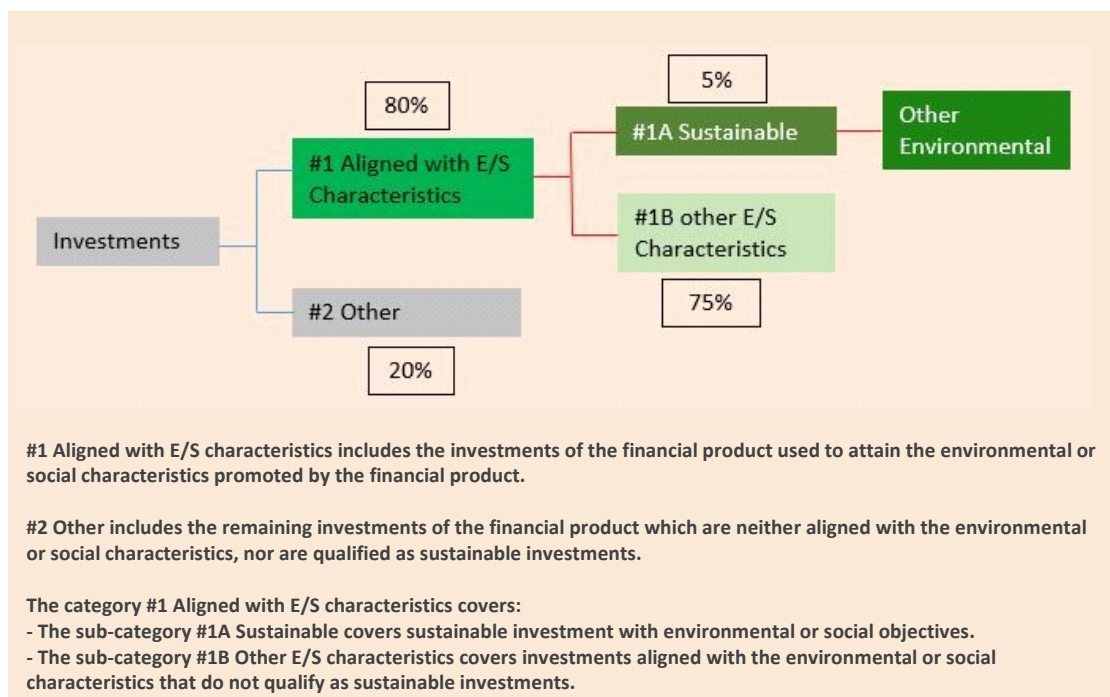 5%
80%
Other
Environmental
#1A Sustainable
#1 Aligned with E/S
Characteristics
#1B other E/S
Characteristics
Investments
#2 Other
75%
20%
#1 Aligned with E/S characteristics includes the investments of the financial product used to attain the environmental or
social characteristics promoted by the financial product.
#2 Other includes the remaining investments of the financial product which are neither aligned with the environmental
or social characteristics, nor are qualified as sustainable investments.
The category #1 Aligned with E/S characteristics covers:
- The sub-category #1A Sustainable covers sustainable investment with environmental or social objectives.
- The sub-category #1B Other E/S characteristics covers investments aligned with the environmental or social
characteristics that do not qualify as sustainable investments.